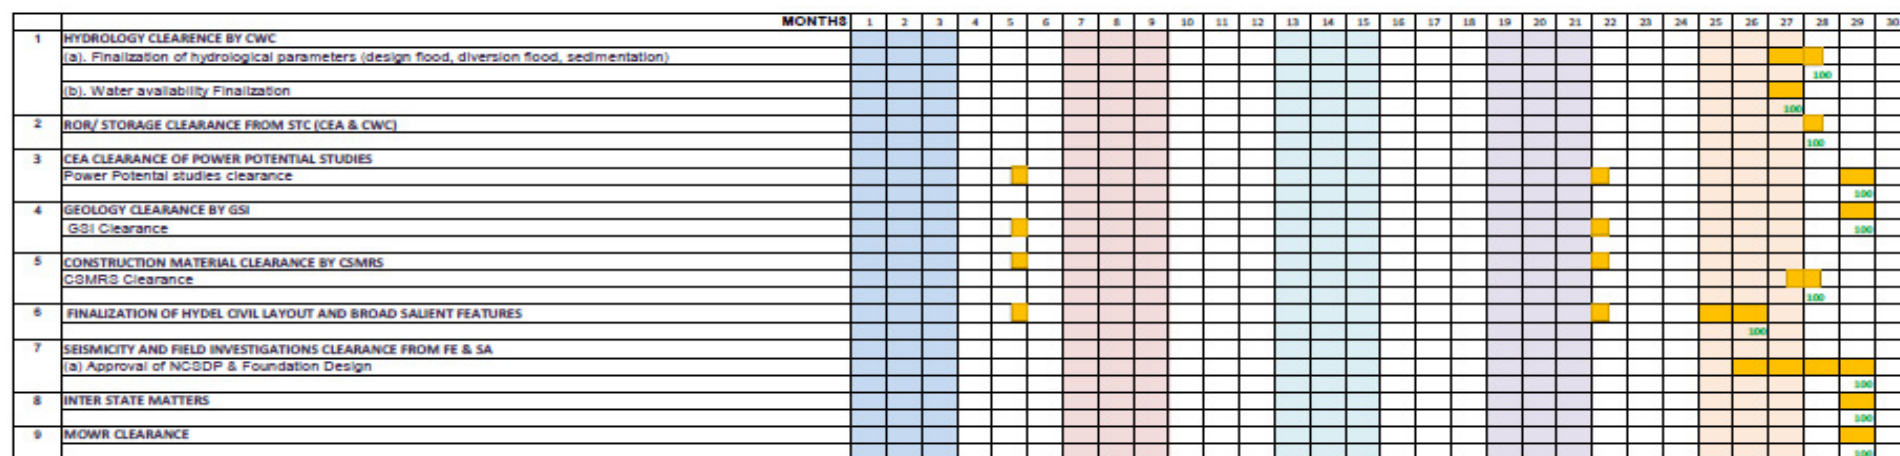 MONTHS 1 2 3 4 5 6 7 8 9 10 11 12 13 14 15 16 17 18 19 20 21 22 23 24 25 26 27 28 29 30
1 HYDROLOGY CLEARENCE BY CWC
(a). Finalization of hydrological parameters (design flood, diversion flood, sedimentation)
100
(b). Water availability Finalization
100
2 ROR/ STORAGE CLEARANCE FROM STC (CEA & CWC)
100
3 CEA CLEARANCE OF POWER POTENTIAL STUDIES
Power Potental studies clearance
100
4 GEOLOGY CLEARANCE BY GSI
GSI Clearance
100
5 CONSTRUCTION MATERIAL CLEARANCE BY CSMRS
CSMRS Clearance
100
6 FINALIZATION OF HYDEL CIVIL LAYOUT AND BROAD SALIENT FEATURES
100
7 SEISMICITY AND FIELD INVESTIGATIONS CLEARANCE FROM FE & SA
(a) Approval of NCSDP & Foundation Design
100
8 INTER STATE MATTERS
100
9 MOWR CLEARANCE
100